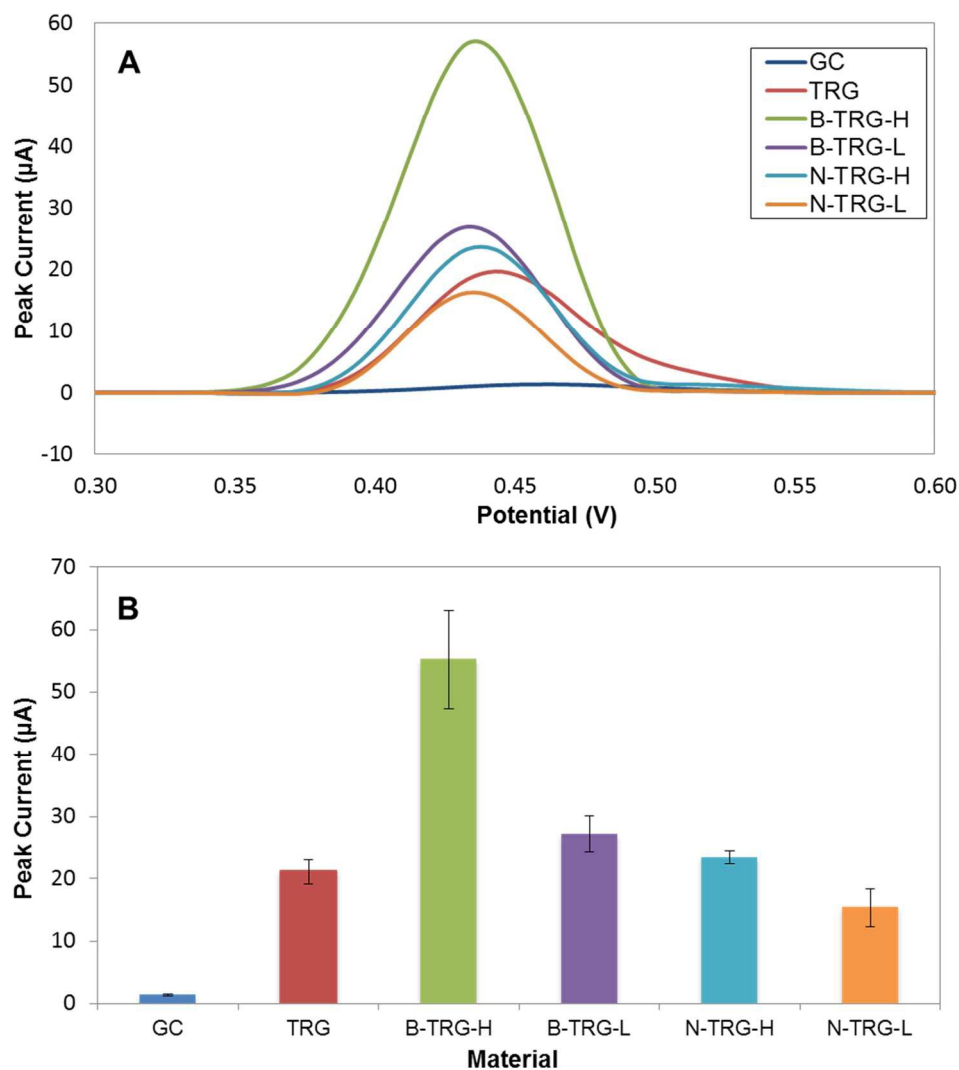 A
GC
TRG
B-TRG-H
B-TRG-L
N-TRG-H
N-TRG-L
Peak Current (µA)
60
50
40
30
20
10
0
-10
0.30 0.35 0.40 0.45 0.50 0.55 0.60
Potential (V)
B
Peak Current (µA)
70
60
50
40
30
20
10
0
GC TRG B-TRG-H B-TRG-L N-TRG-H N-TRG-L
Material